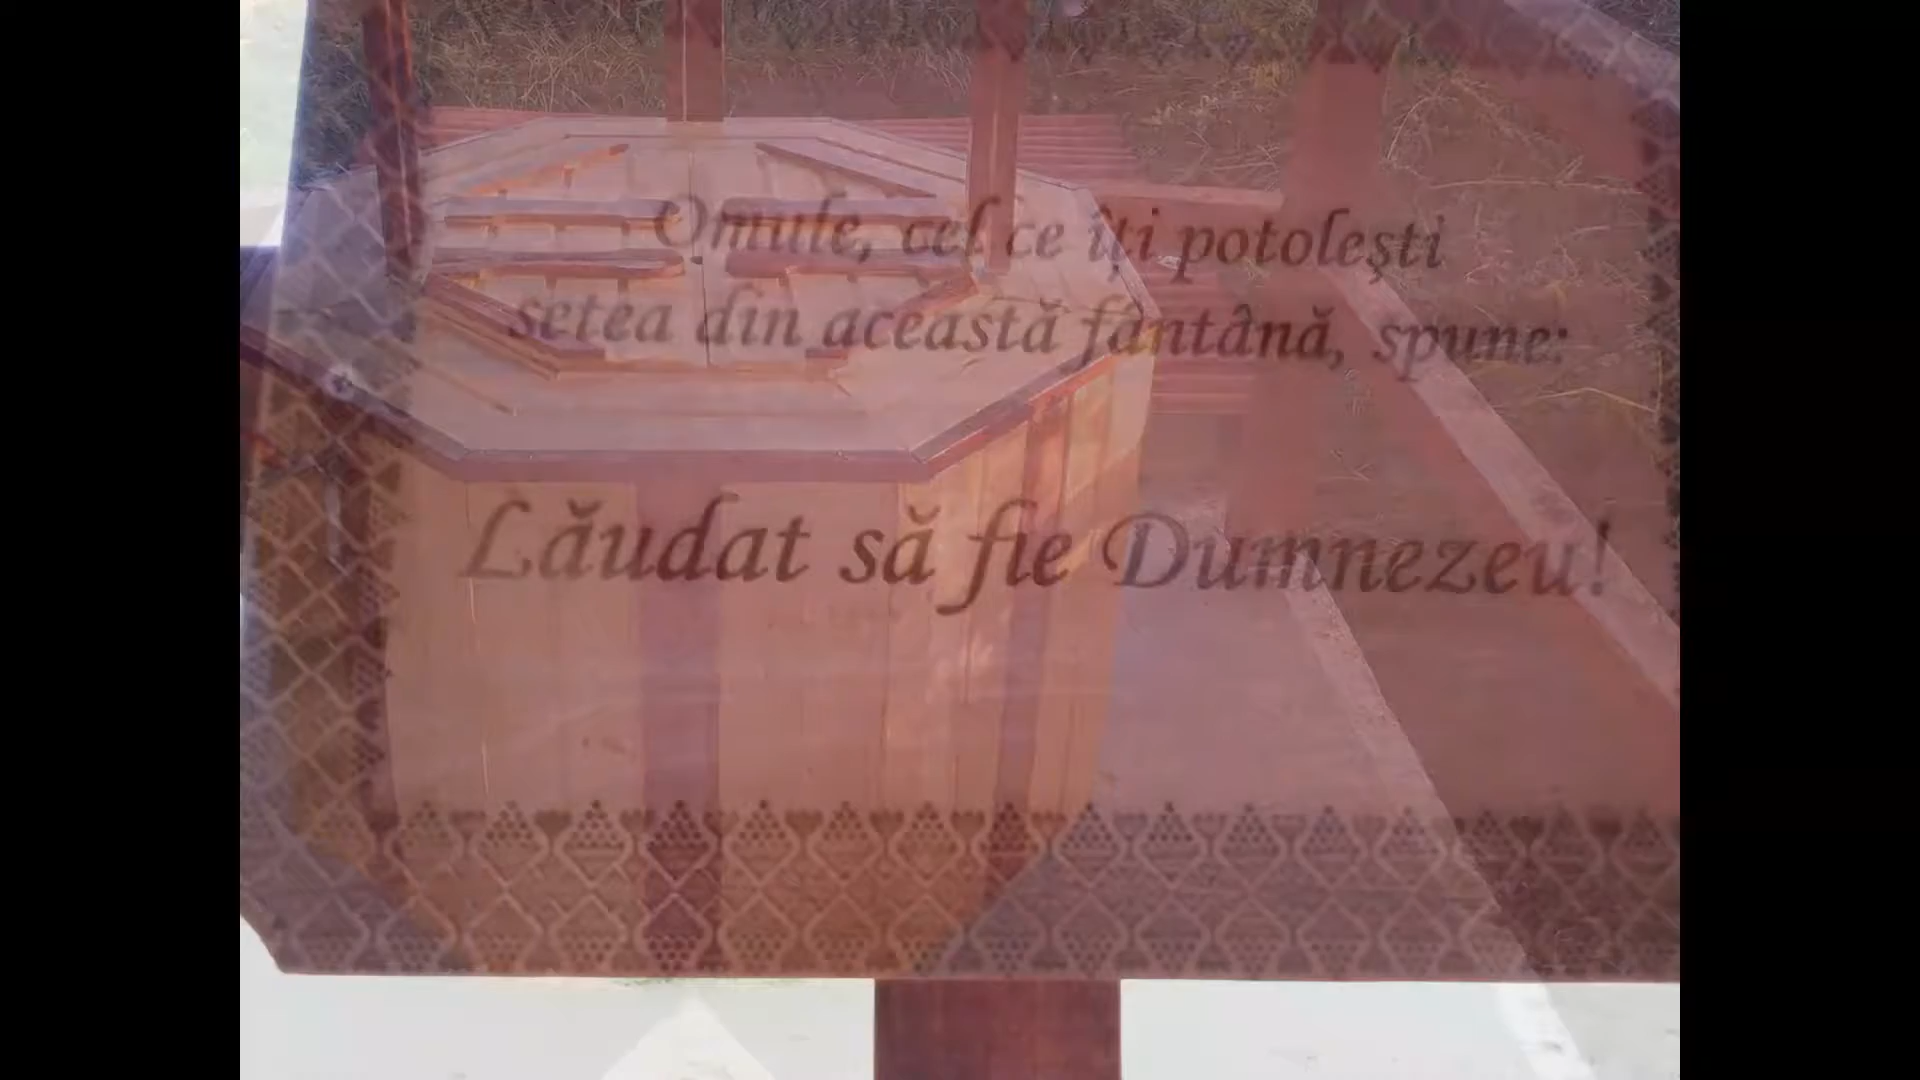 Omule, cel ce îți potolești
setea din această fântână, spune:
Lăudat să fie Dumnezeu!